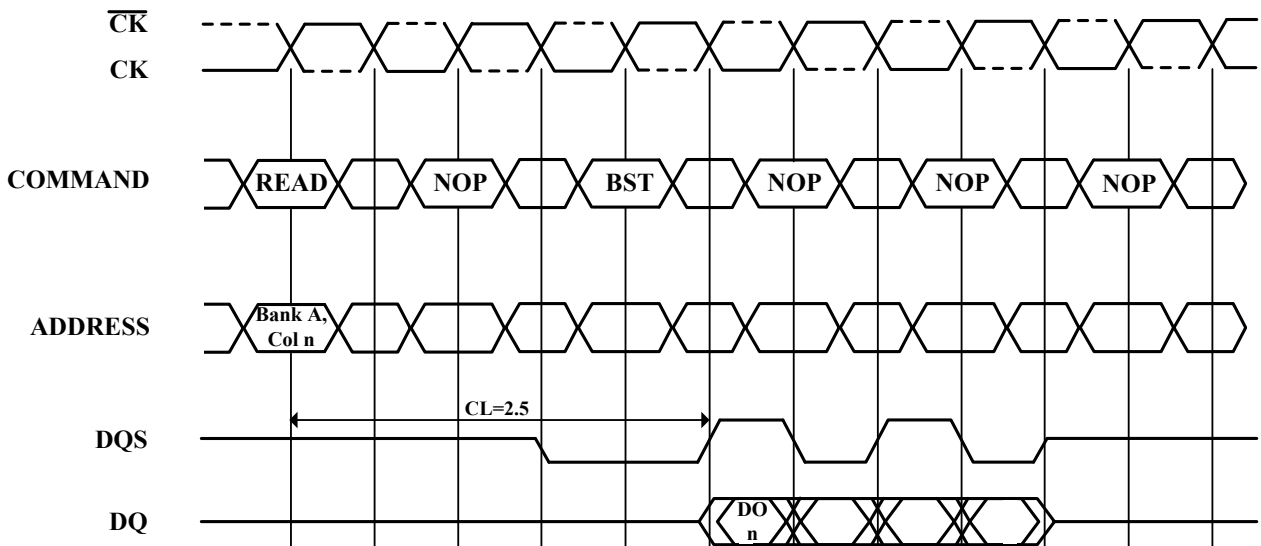 CK
CK
COMMAND
READ NOP BST NOP NOP NOP
ADDRESS
Bank A,
Col n
CL=2.5
DQS
DQ
DO
n